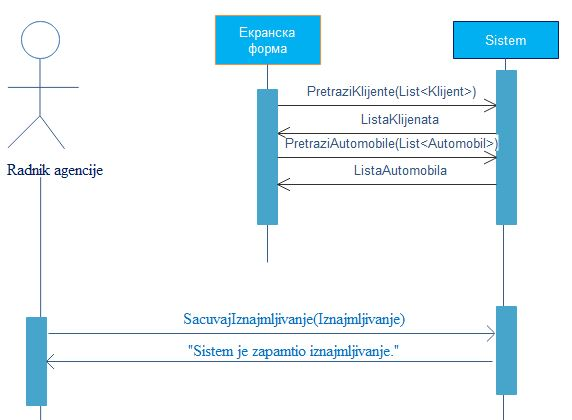 Екранска
форма
Sistem
PretraziKlijente(List<Klijent>)
ListaKlijenata
PretraziAutomobile(List<Automobil>)
ListaAutomobila
Radnik agencije
SacuvajIznajmljivanje(Iznajmljivanje)
"Sistem je zapamtio iznajmljivanje."